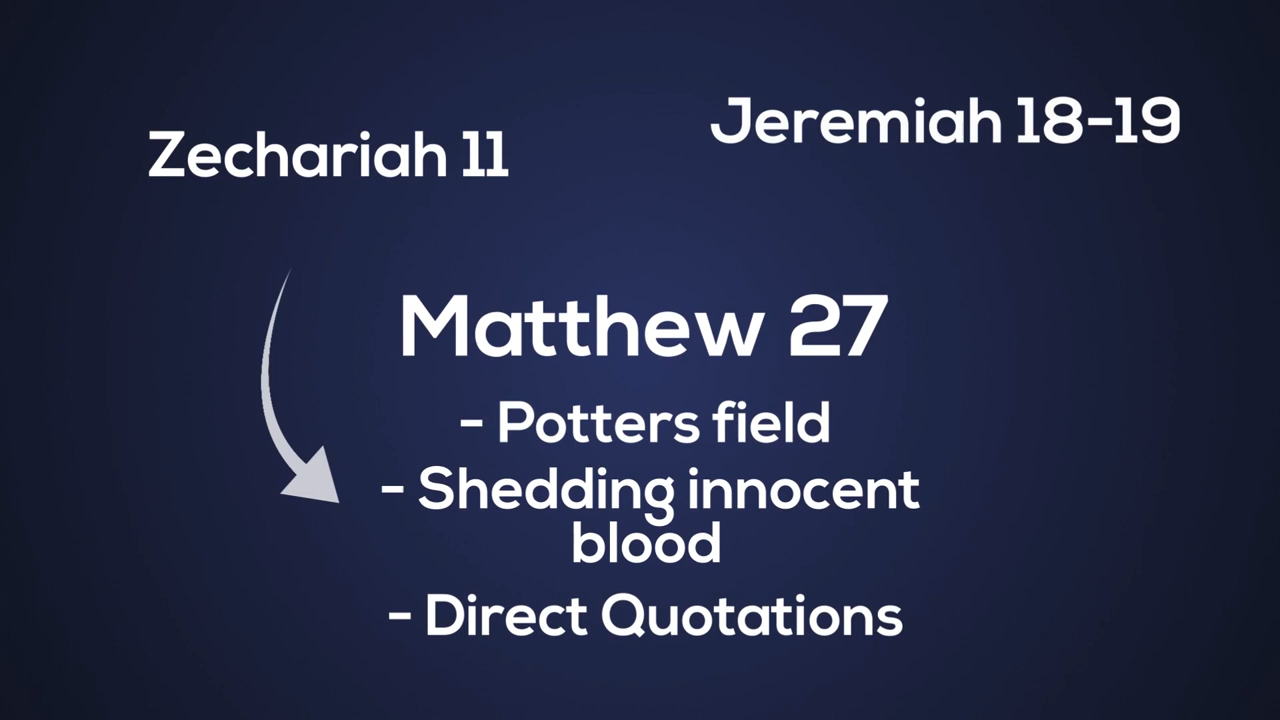 Zechariah 11
Jeremiah 18-19
Matthew 27
- Potters field
- Shedding innocent
blood
- Direct Quotations